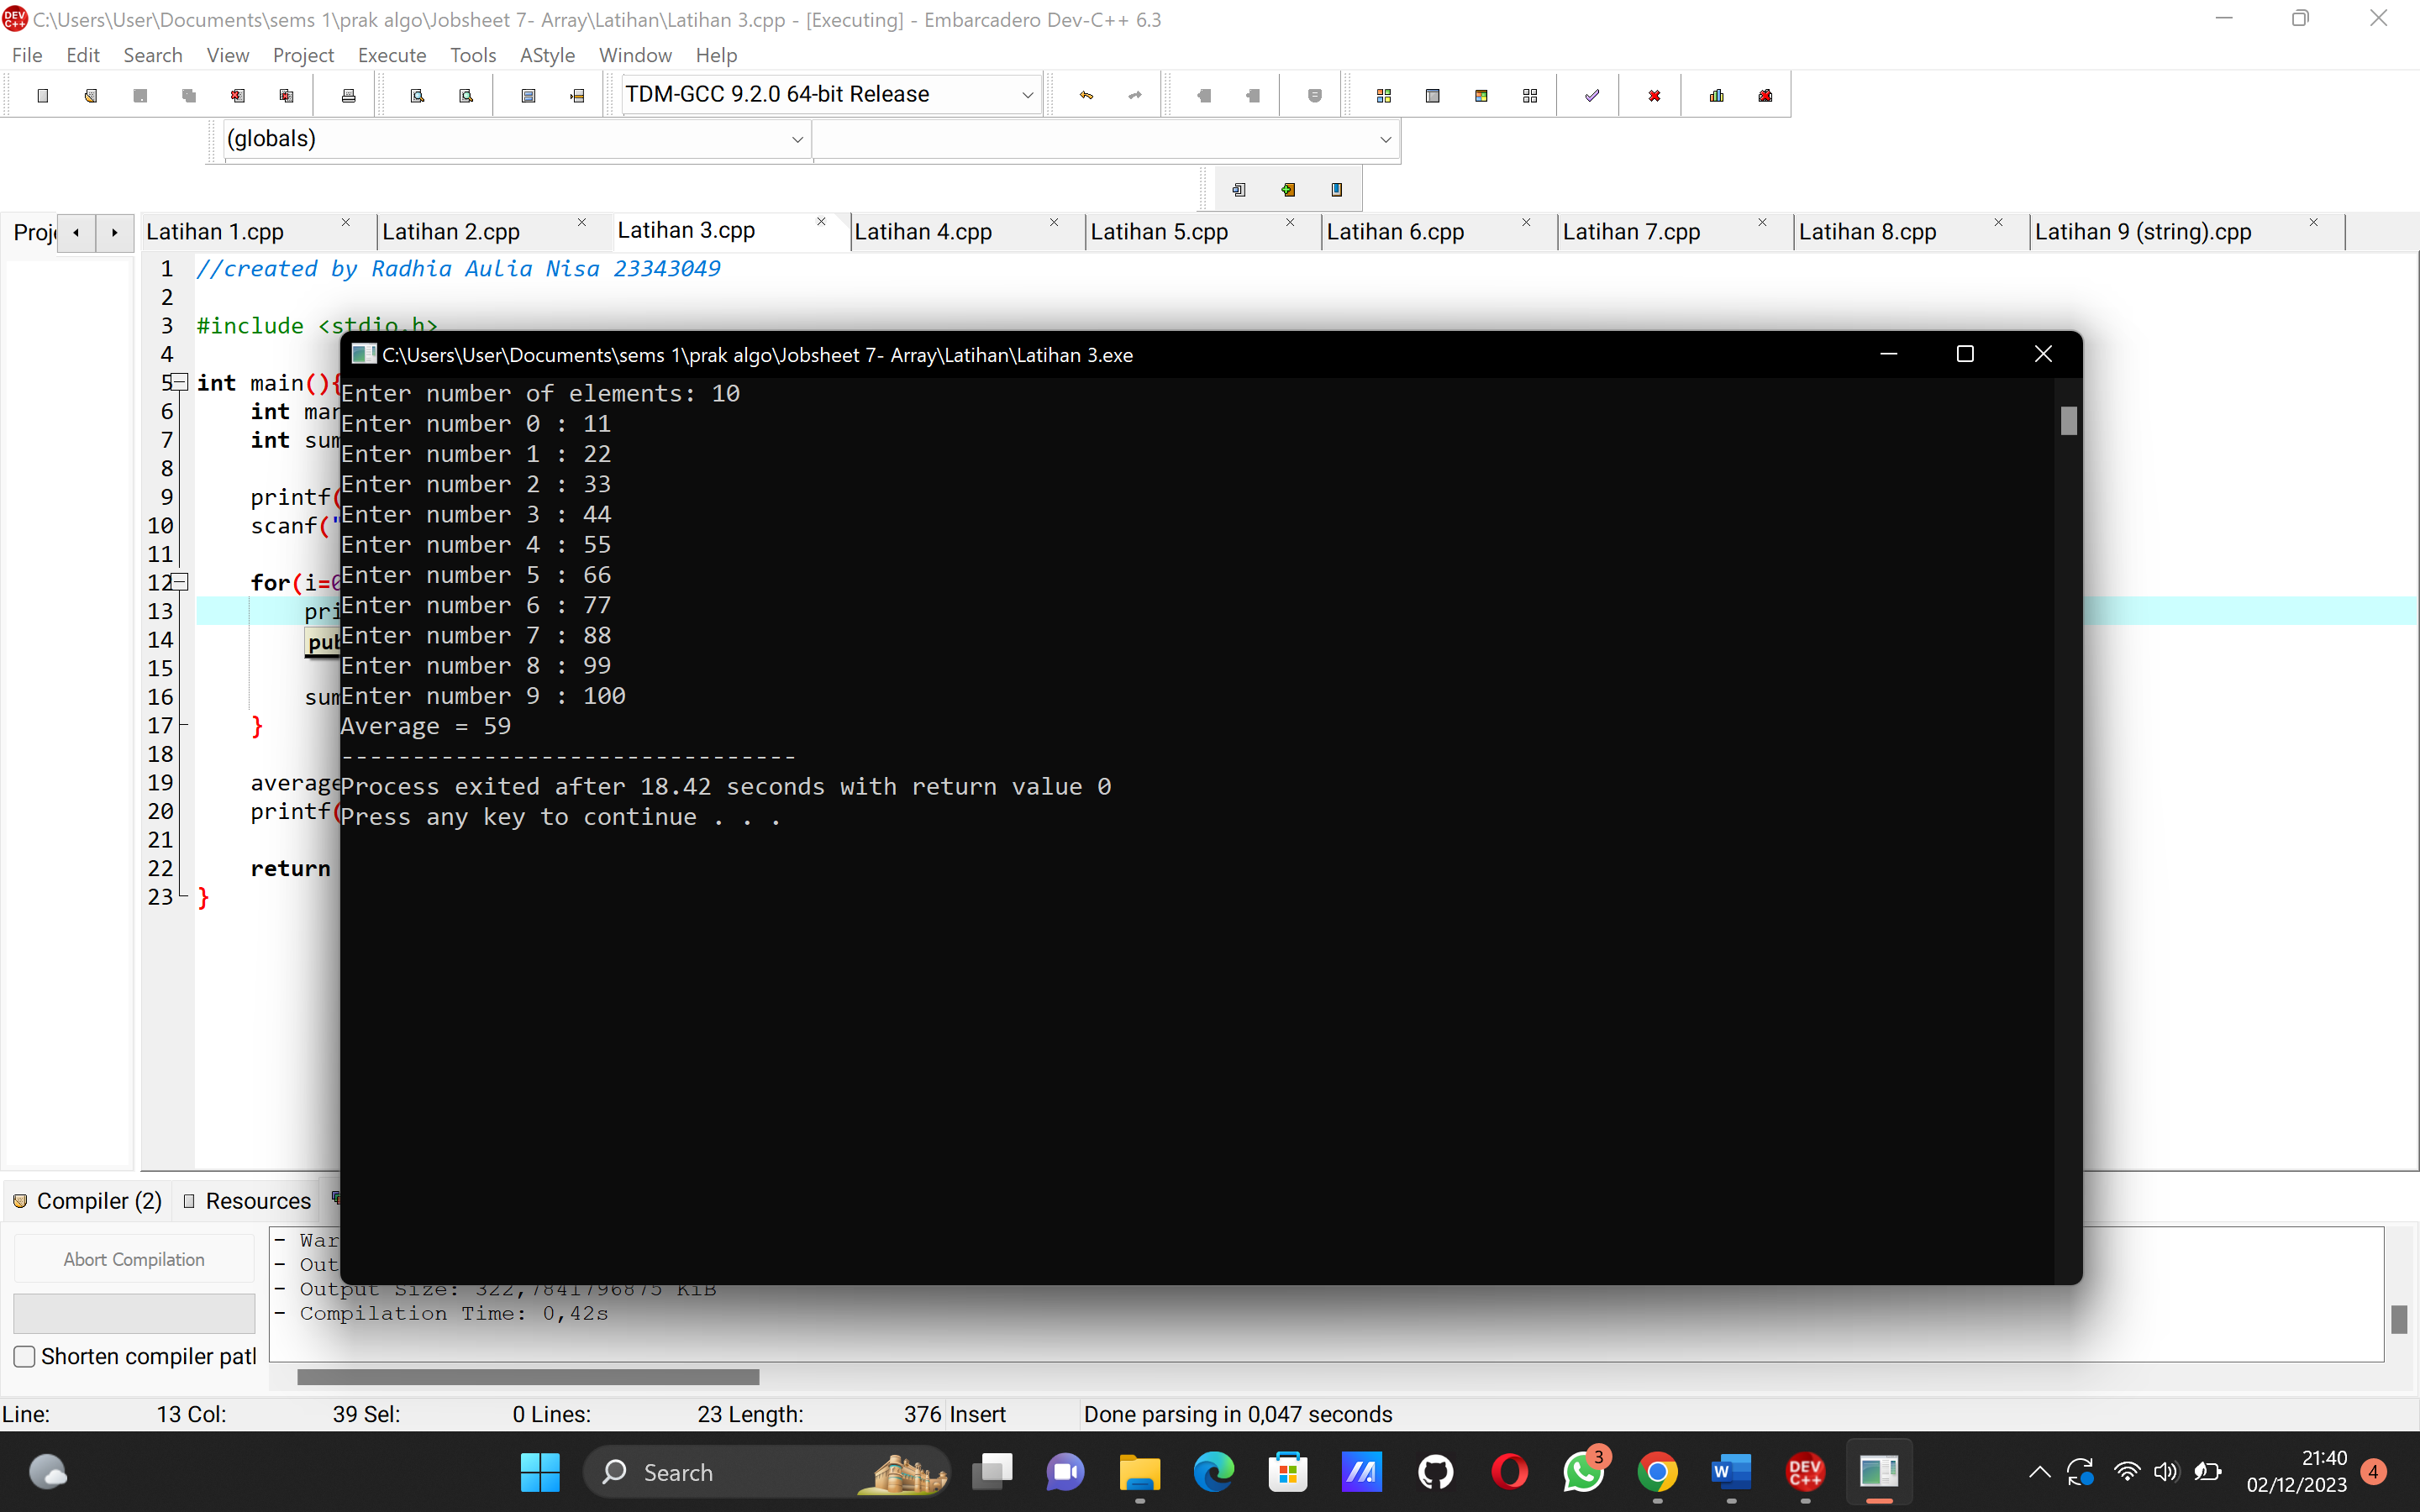 C:\Users\User\Documents\sems 1\prak algo\Jobsheet 7- Array\Latihan\Latihan 3.cpp - [Executing] - Embarcadero Dev-C++ 6.3
File Edit Search View Project Execute Tools AStyle Window Help
TDM-GCC 9.2.0 64-bit Release
(globals)
Proje Latihan 1.cpp Latihan 2.cpp Latihan 3.cpp Latihan 4.cpp Latihan 5.cpp Latihan 6.cpp Latihan 7.cpp Latihan 8.cpp Latihan 9 (string).cpp
1 //created by Radhia Aulia Nisa 23343049
2
3 #include <stdio.h>
4
5 int main(){
6 int mar
7 int sum
8
9 printf(
10 scanf("
11
12 for(i=0
13 pri
14 pub
15
16 sum
17 }
18
19 average
20 printf(
21
22 return
23 }
C:\Users\User\Documents\sems 1\prak algo\Jobsheet 7- Array\Latihan\Latihan 3.exe
Enter number of elements: 10
Enter number 0 : 11
Enter number 1 : 22
Enter number 2 : 33
Enter number 3 : 44
Enter number 4 : 55
Enter number 5 : 66
Enter number 6 : 77
Enter number 7 : 88
Enter number 8 : 99
Enter number 9 : 100
Average = 59
--------------------------------
Process exited after 18.42 seconds with return value 0
Press any key to continue . . .
Compiler (2) Resources
Abort Compilation
Shorten compiler path
- War
- Out
- Output Size: 322,7841796875 KiB
- Compilation Time: 0,42s
Line: 13 Col: 39 Sel: 0 Lines: 23 Length: 376 Insert Done parsing in 0,047 seconds
Search
3
DEV C++
21:40
02/12/2023
4